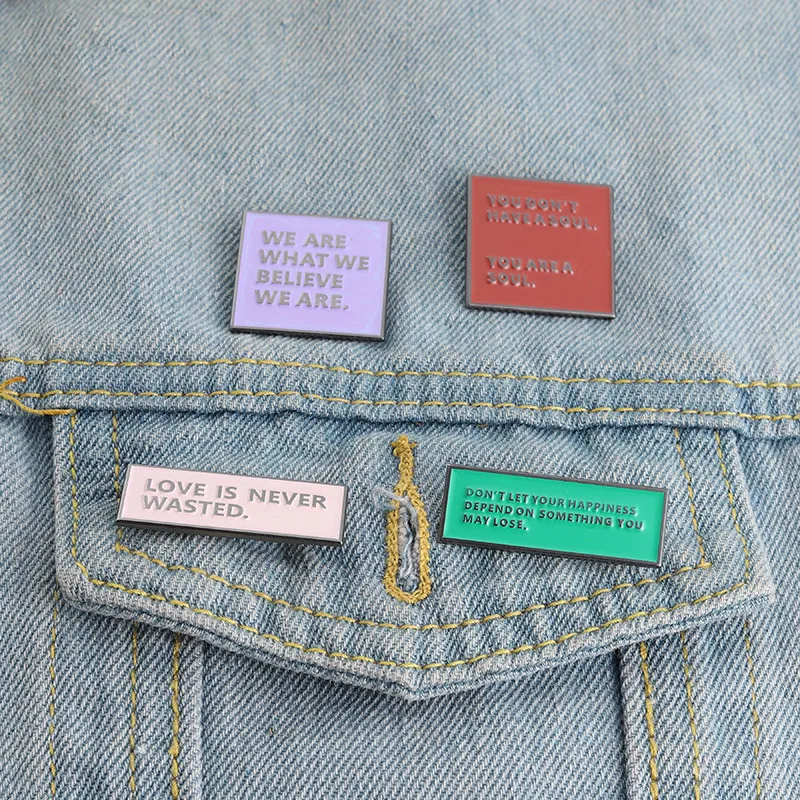 WE ARE
WHAT WE
BELIEVE
WE ARE.
YOU DON'T
HAVE A SOUL.
YOU ARE A
SOUL.
LOVE IS NEVER
WASTED.
DON'T LET YOUR HAPPINESS
DEPEND ON SOMETHING YOU
MAY LOSE.